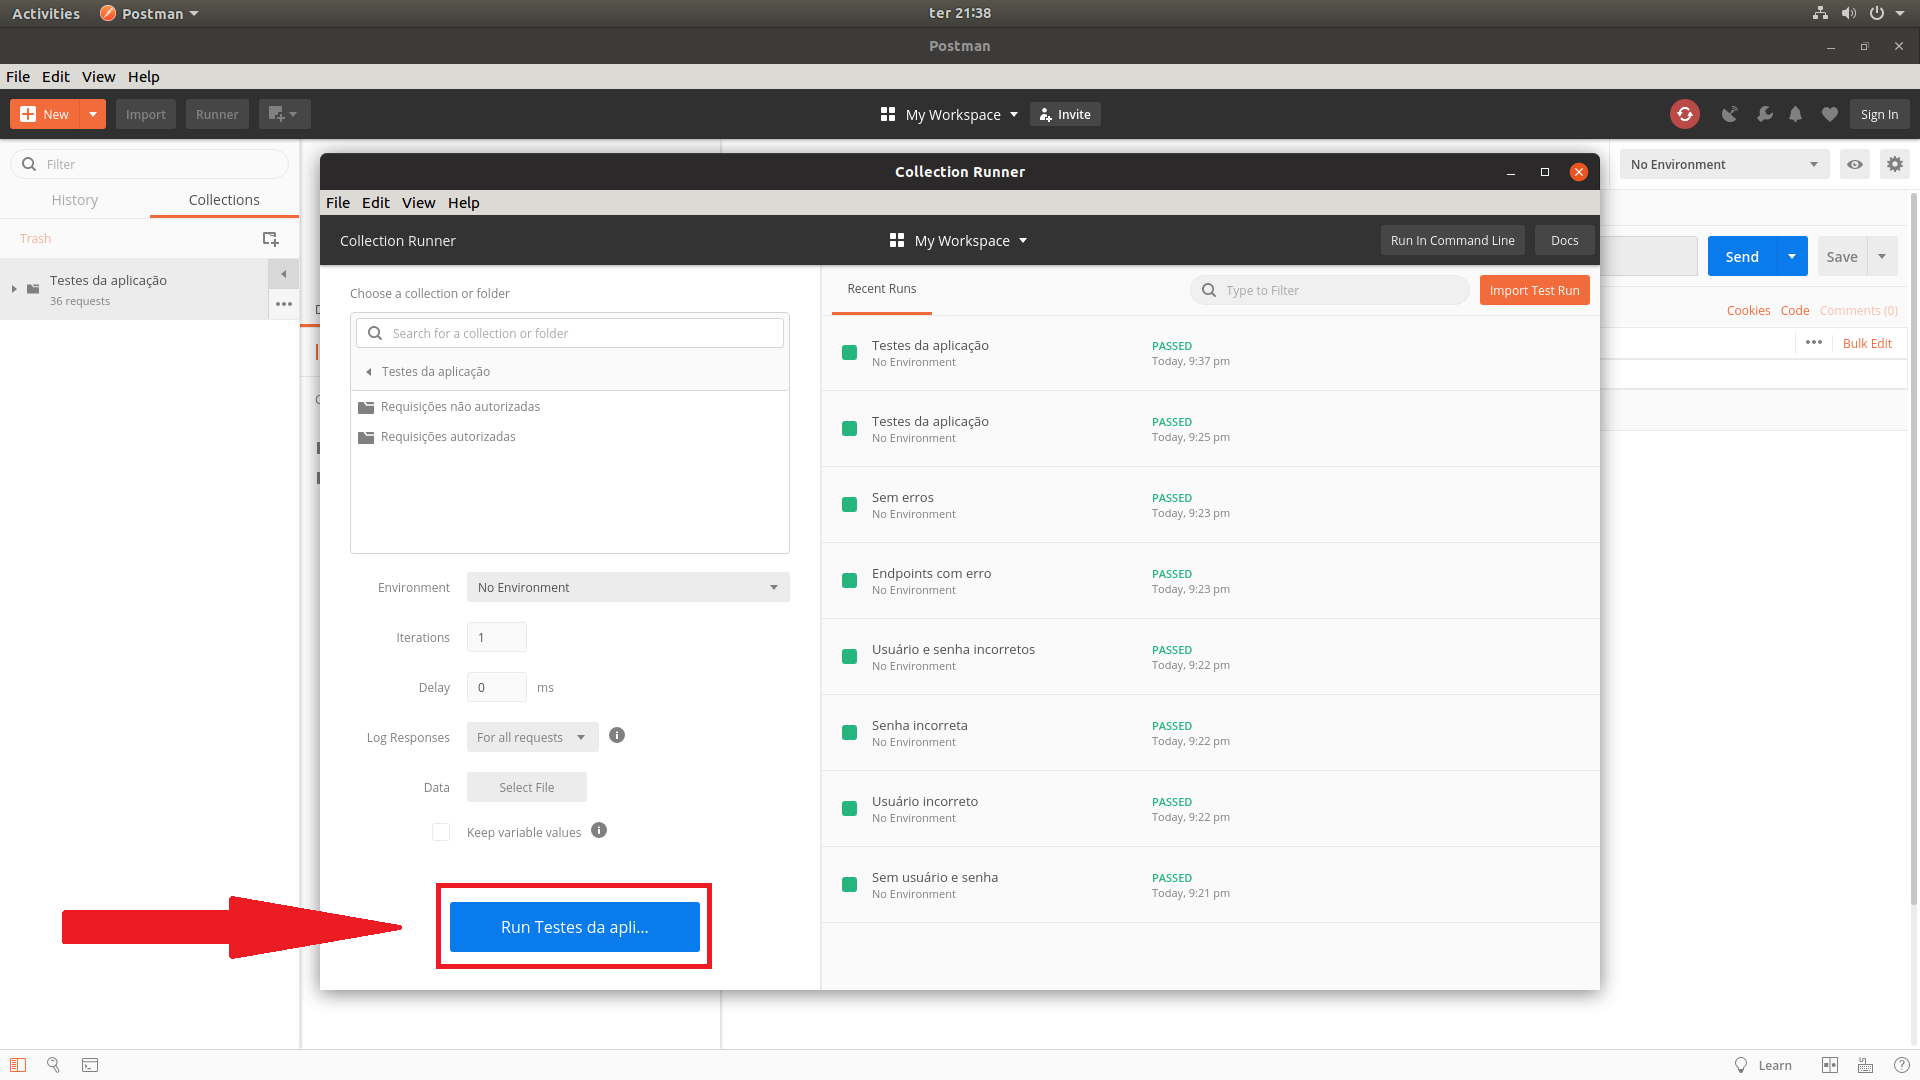 Activities Postman ter 21:38
Postman
File Edit View Help
New Import Runner My Workspace Invite Sign In
Filter
History Collections
Trash
Testes da aplicação
36 requests
No Environment
Send Save
Cookies Code Comments (0)
Bulk Edit
Collection Runner
File Edit View Help
Collection Runner My Workspace Run In Command Line Docs
Choose a collection or folder
Search for a collection or folder
Testes da aplicação
Requisições não autorizadas
Requisições autorizadas
Environment No Environment
Iterations 1
Delay 0 ms
Log Responses For all requests
Data Select File
Keep variable values
Run Testes da apli...
Recent Runs Type to Filter Import Test Run
Testes da aplicação PASSED
No Environment Today, 9:37 pm
Testes da aplicação PASSED
No Environment Today, 9:25 pm
Sem erros PASSED
No Environment Today, 9:23 pm
Endpoints com erro PASSED
No Environment Today, 9:23 pm
Usuário e senha incorretos PASSED
No Environment Today, 9:22 pm
Senha incorreta PASSED
No Environment Today, 9:22 pm
Usuário incorreto PASSED
No Environment Today, 9:22 pm
Sem usuário e senha PASSED
No Environment Today, 9:21 pm
Learn